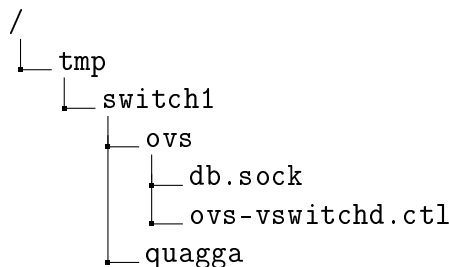 /
tmp
switch1
ovs
db.sock
ovs-vswitchd.ctl
quagga